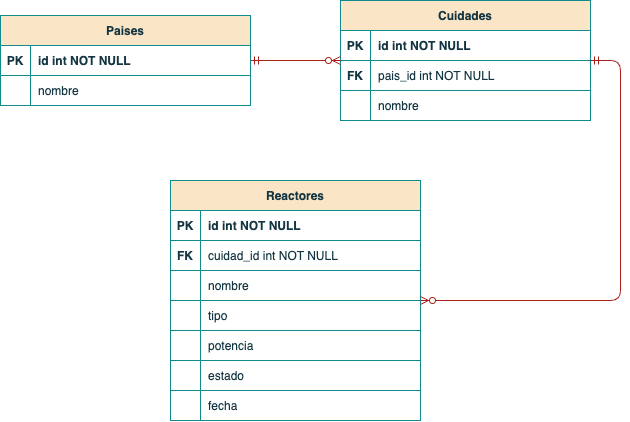 Paises
PK id int NOT NULL
nombre
Cuidades
PK id int NOT NULL
FK pais_id int NOT NULL
nombre
Reactores
PK id int NOT NULL
FK cuidad_id int NOT NULL
nombre
tipo
potencia
estado
fecha